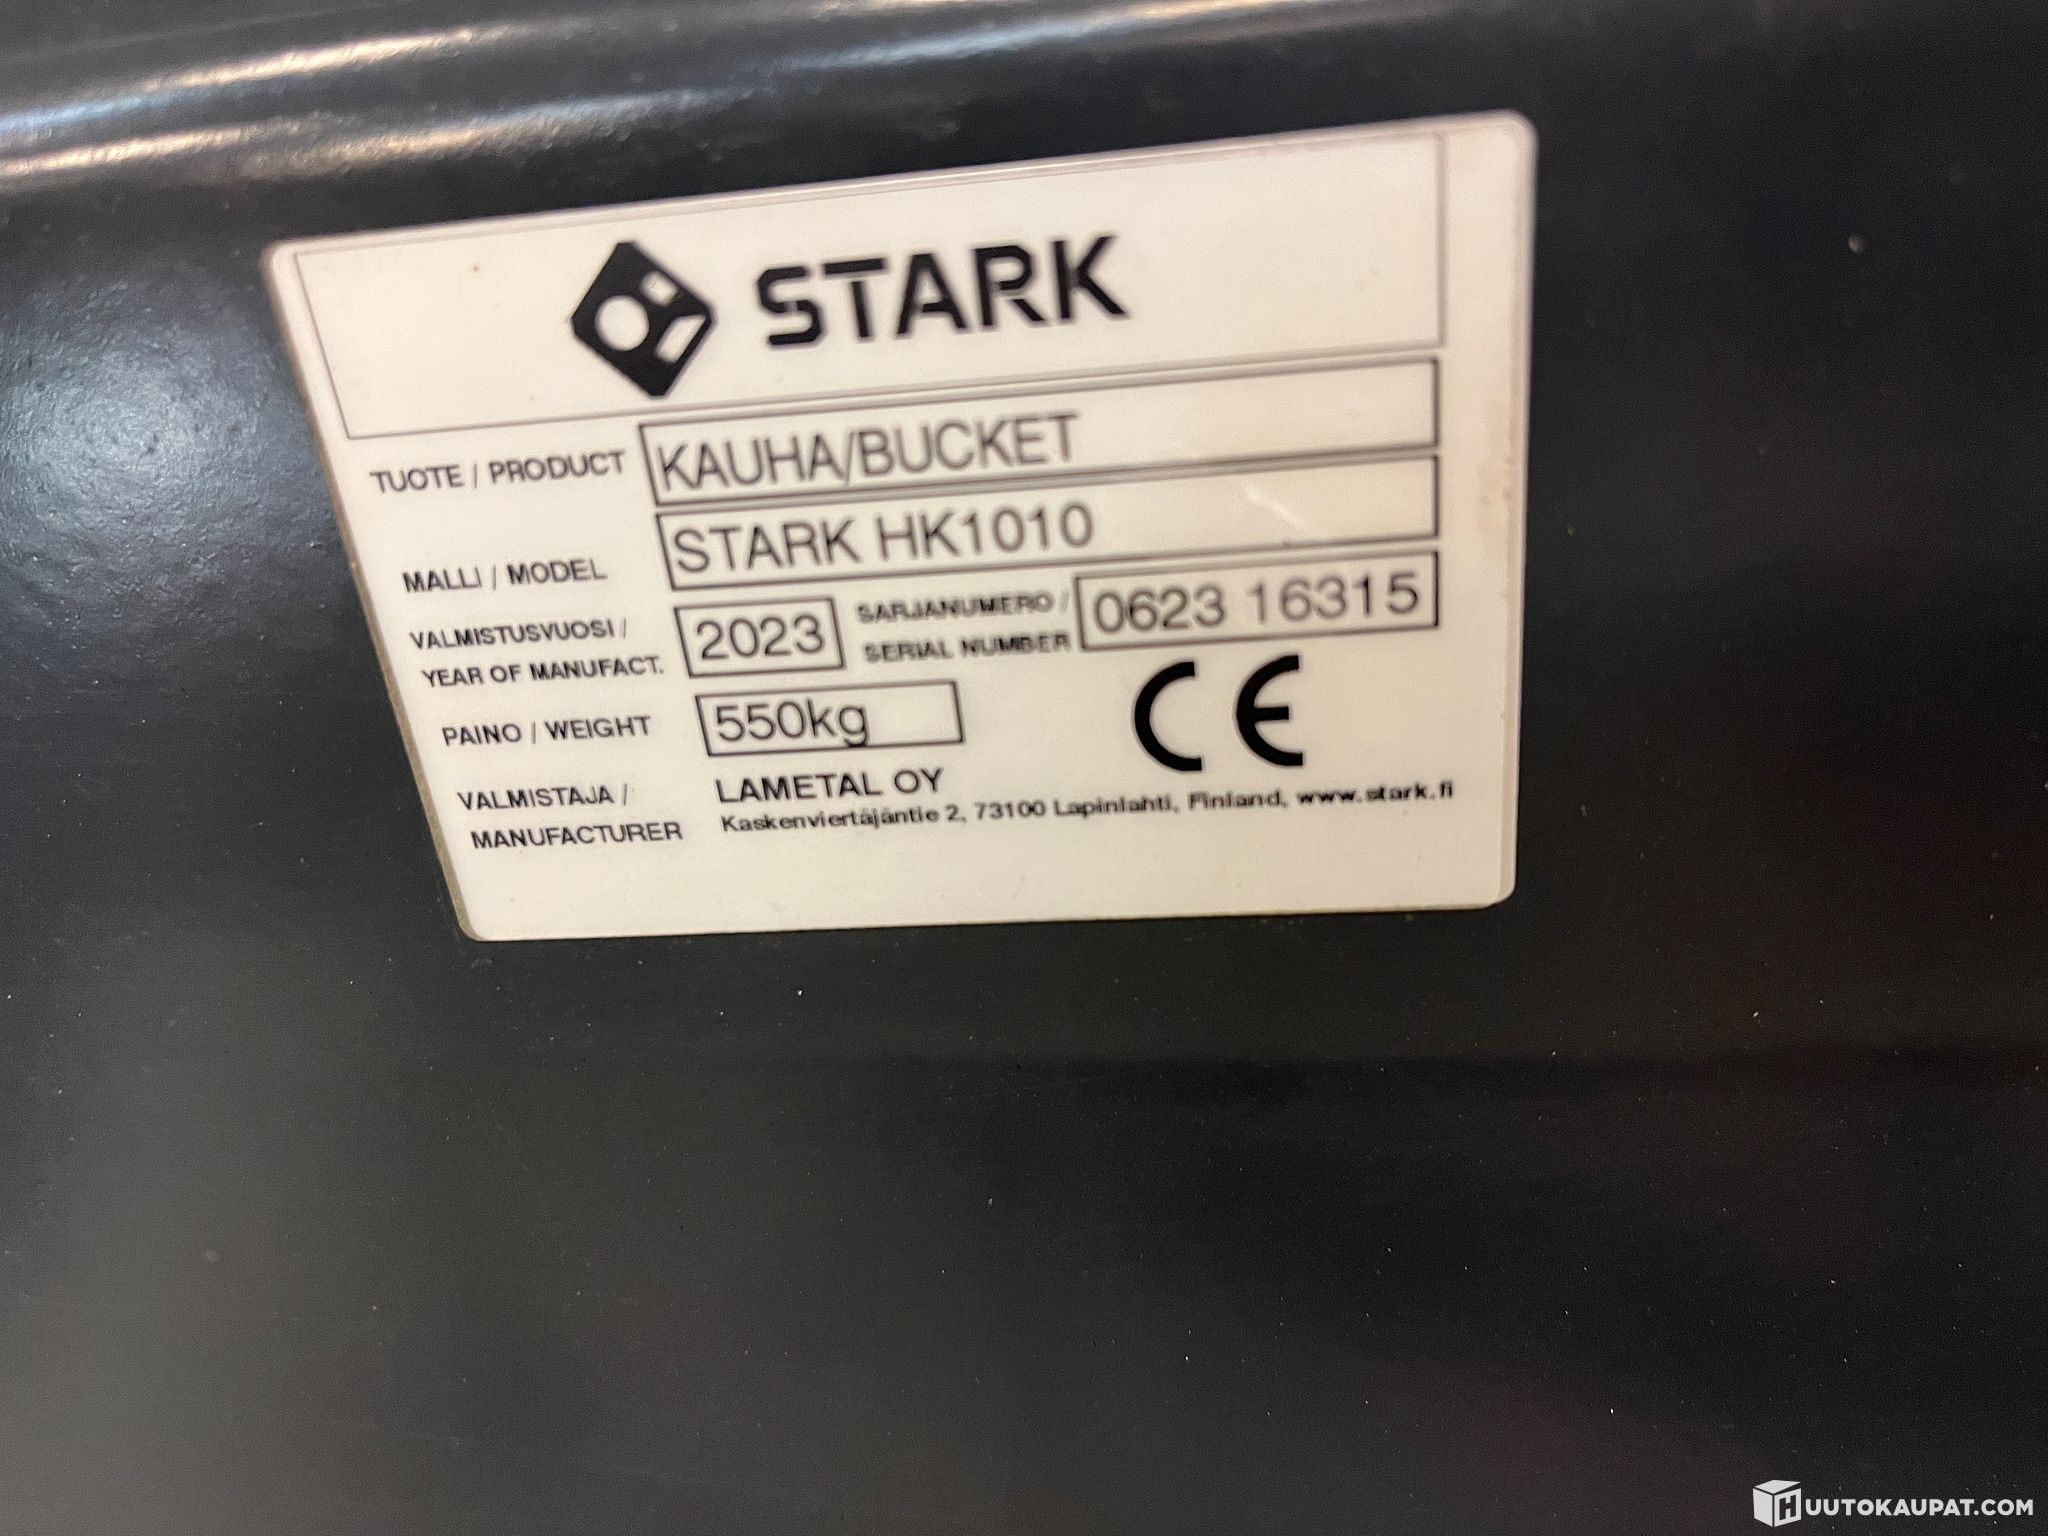 STARK
TUOTE / PRODUCT KAUHA/BUCKET
MALLI / MODEL STARK HK1010
VALMISTUSVUOSI / YEAR OF MANUFACT. 2023 SARJANUMERO / SERIAL NUMBER 0623 16315
PAINO / WEIGHT 550kg CE
VALMISTAJA / MANUFACTURER LAMETAL OY
Kaskenviertäjäntie 2, 73100 Lapinlahti, Finland, www.stark.fi
HUUTOKAUPAT.COM